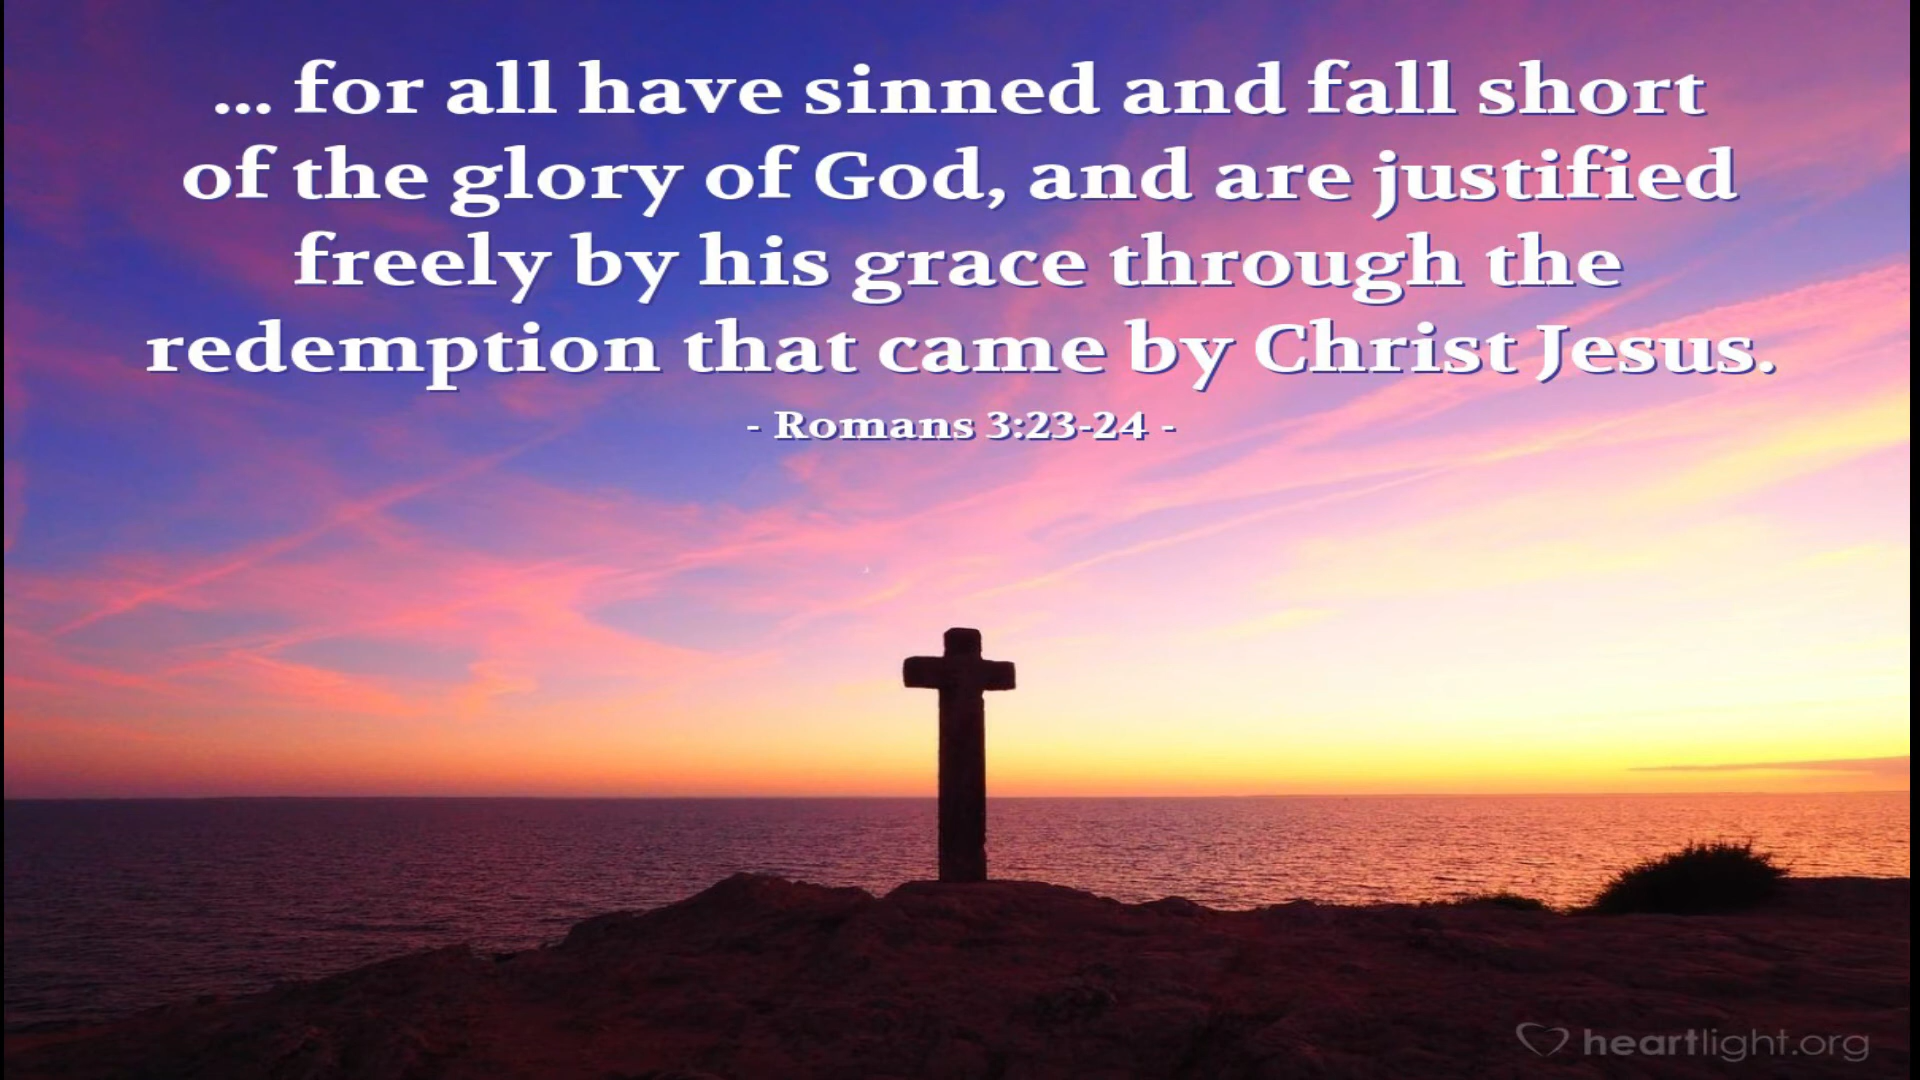 ... for all have sinned and fall short
of the glory of God, and are justified
freely by his grace through the
redemption that came by Christ Jesus.
- Romans 3:23-24 -
heartlight.org